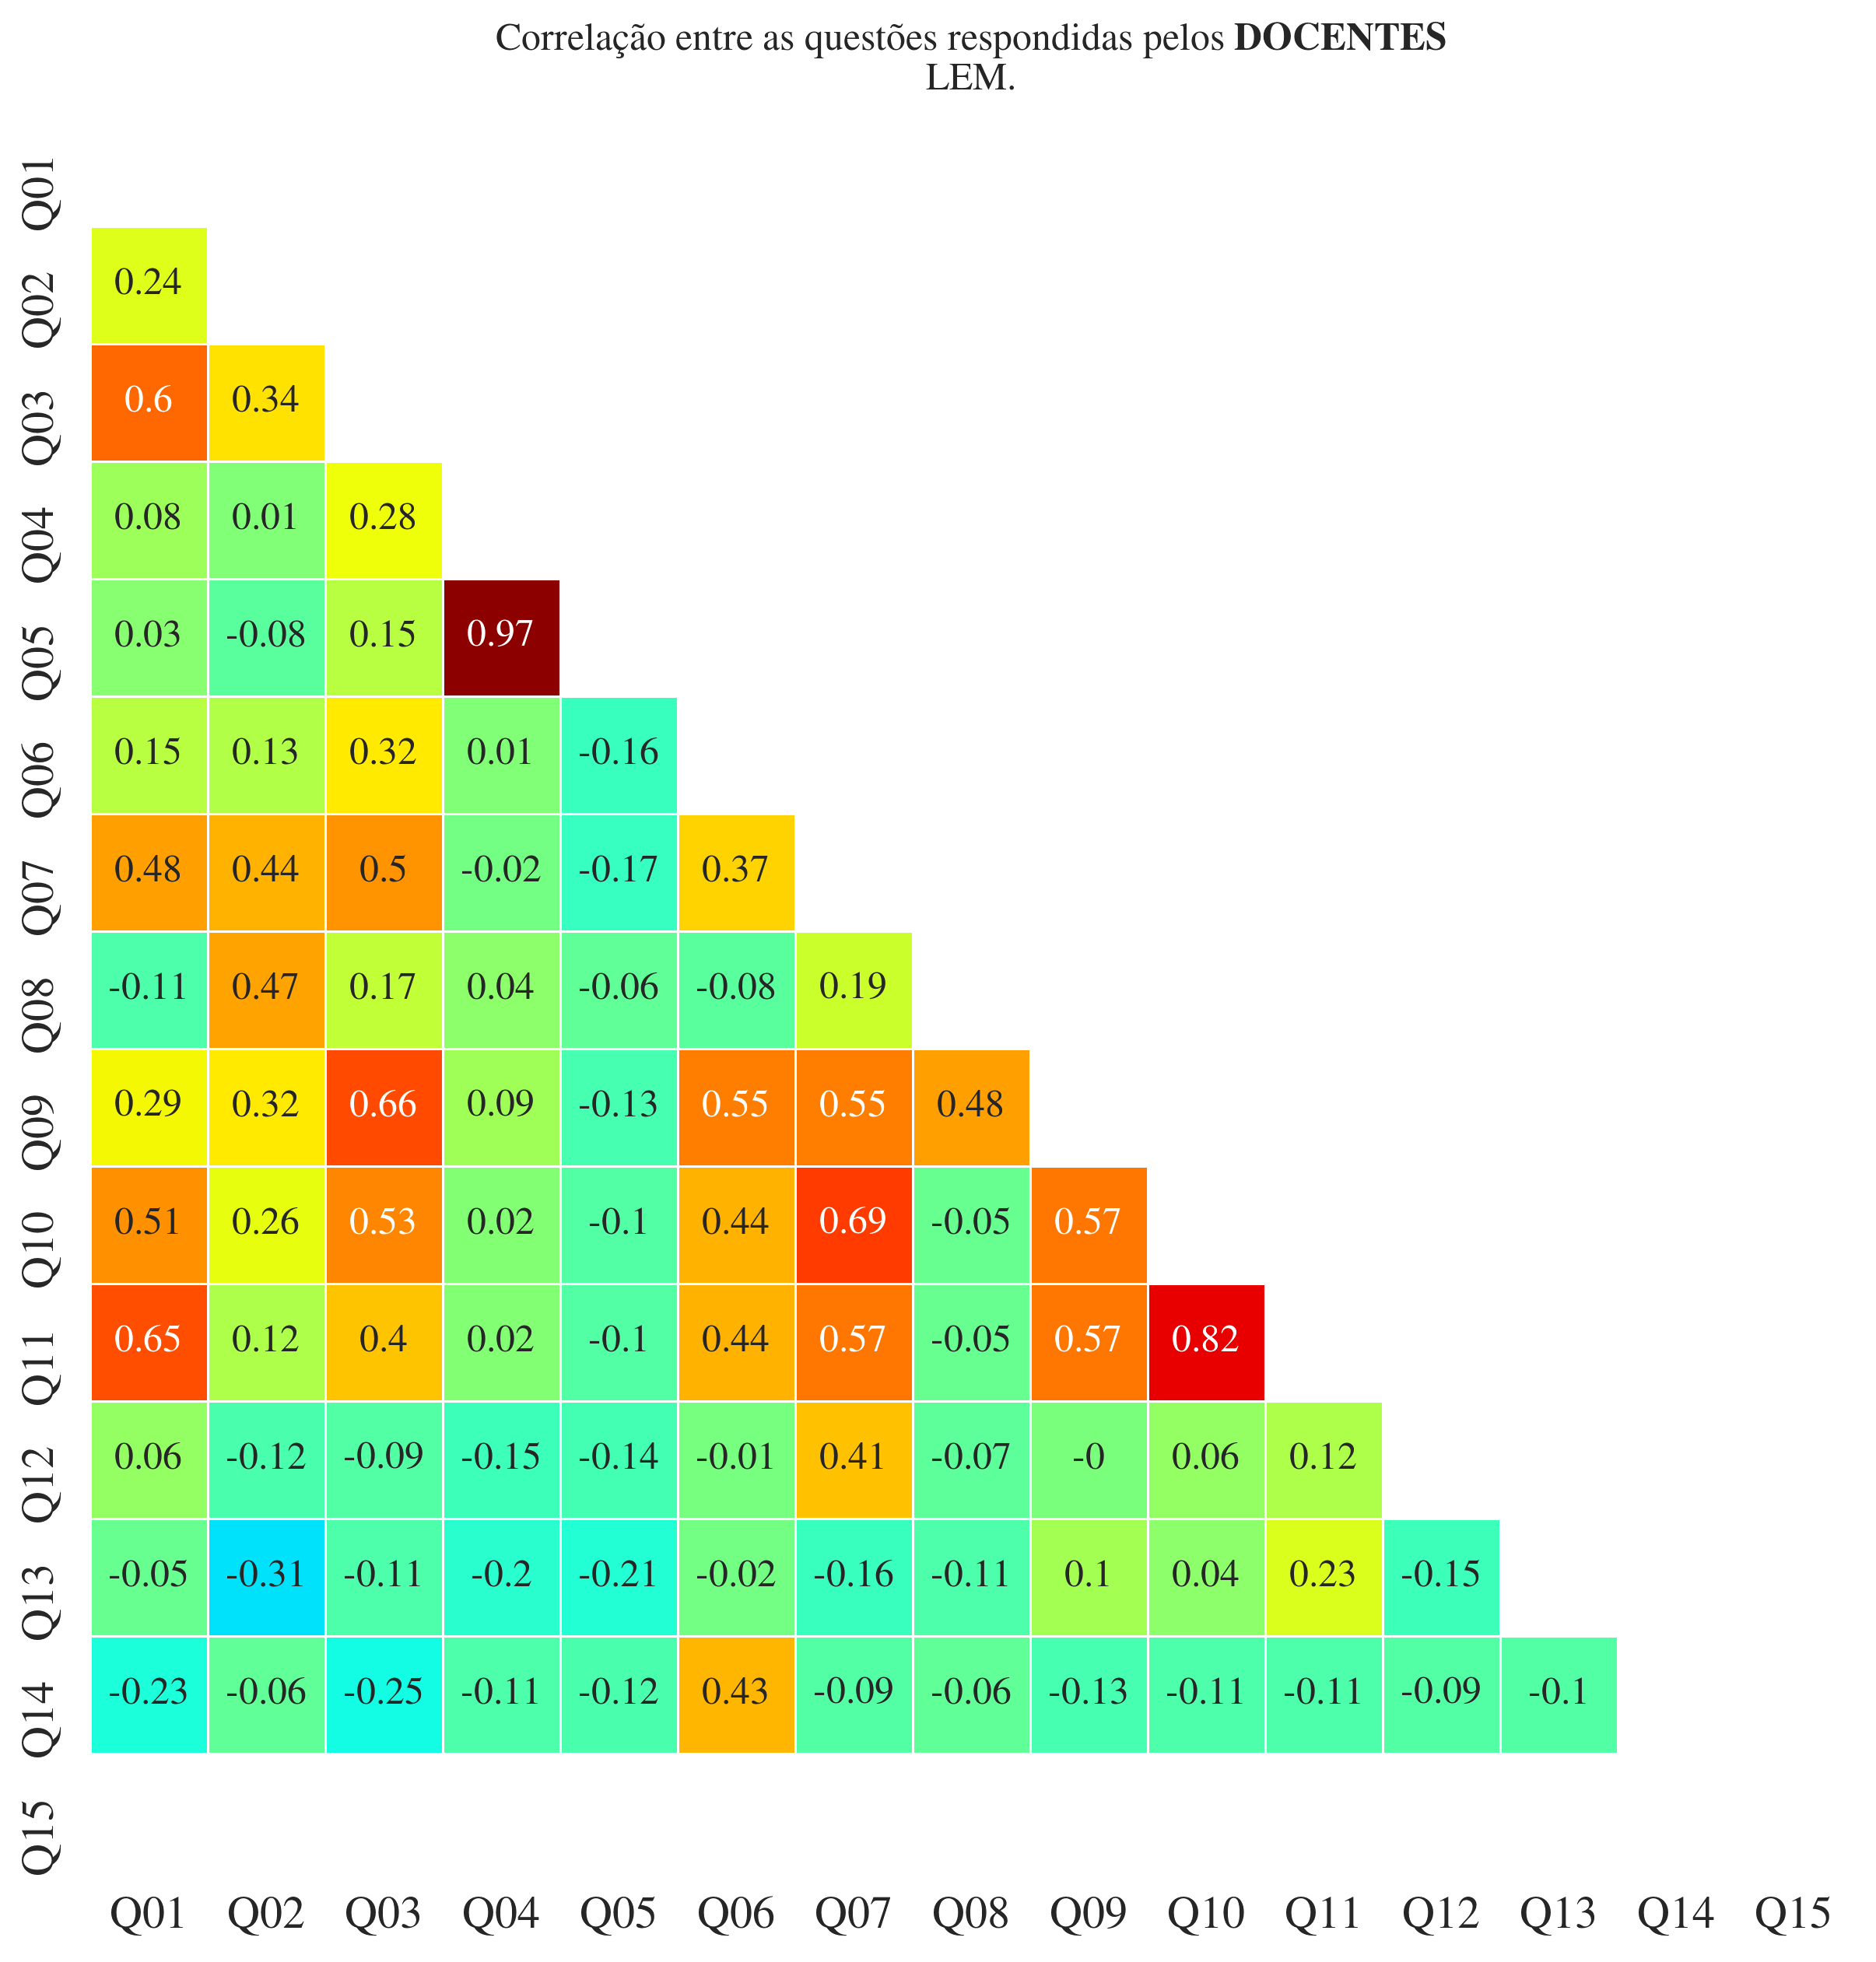 Correlação entre as questões respondidas pelos DOCENTES
LEM.
Q01
Q02 0.24
Q03 0.6 0.34
Q04 0.08 0.01 0.28
Q05 0.03 -0.08 0.15 0.97
Q06 0.15 0.13 0.32 0.01 -0.16
Q07 0.48 0.44 0.5 -0.02 -0.17 0.37
Q08 -0.11 0.47 0.17 0.04 -0.06 -0.08 0.19
Q09 0.29 0.32 0.66 0.09 -0.13 0.55 0.55 0.48
Q10 0.51 0.26 0.53 0.02 -0.1 0.44 0.69 -0.05 0.57
Q11 0.65 0.12 0.4 0.02 -0.1 0.44 0.57 -0.05 0.57 0.82
Q12 0.06 -0.12 -0.09 -0.15 -0.14 -0.01 0.41 -0.07 -0 0.06 0.12
Q13 -0.05 -0.31 -0.11 -0.2 -0.21 -0.02 -0.16 -0.11 0.1 0.04 0.23 -0.15
Q14 -0.23 -0.06 -0.25 -0.11 -0.12 0.43 -0.09 -0.06 -0.13 -0.11 -0.11 -0.09 -0.1
Q15
Q01 Q02 Q03 Q04 Q05 Q06 Q07 Q08 Q09 Q10 Q11 Q12 Q13 Q14 Q15